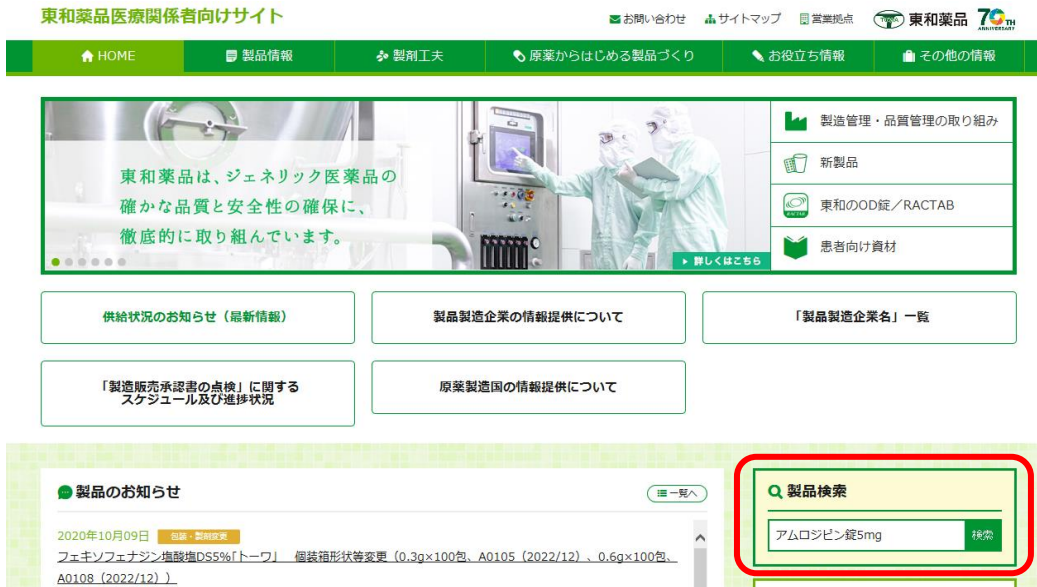 東和薬品医療関係者向けサイト
お問い合わせ サイトマップ 営業拠点 TOWA 東和薬品 70TH ANNIVERSARY
HOME 製品情報 製剤工夫 原薬からはじめる製品づくり お役立ち情報 その他の情報
東和薬品は、ジェネリック医薬品の
確かな品質と安全性の確保に、
徹底的に取り組んでいます。
詳しくはこちら
製造管理・品質管理の取り組み
新製品
RACTAB 東和のOD錠／RACTAB
患者向け資材
供給状況のお知らせ（最新情報） 製品製造企業の情報提供について 「製品製造企業名」一覧
「製造販売承認書の点検」に関する
スケジュール及び進捗状況
原薬製造国の情報提供について
製品のお知らせ 一覧へ
2020年10月09日 包装・製剤変更
フェキソフェナジン塩酸塩DS5%「トーワ」 個装箱形状等変更（0.3g×100包、A0105（2022/12）、0.6g×100包、
A0108（2022/12））
製品検索
アムロジピン錠5mg 検索